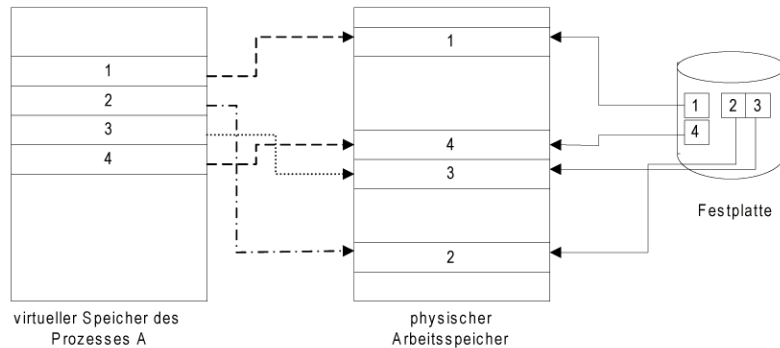 1
2
3
4
virtueller Speicher des
Prozesses A
1
4
3
2
physischer
Arbeitsspeicher
1
2 3
4
Festplatte